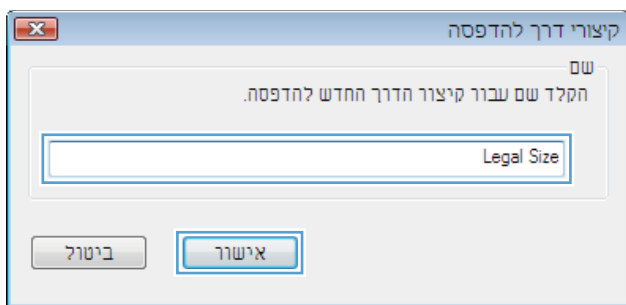 קיצורי דרך להדפסה
שם
הקלד שם עבור קיצור הדרך החדש להדפסה.
Legal Size
אישור
ביטול